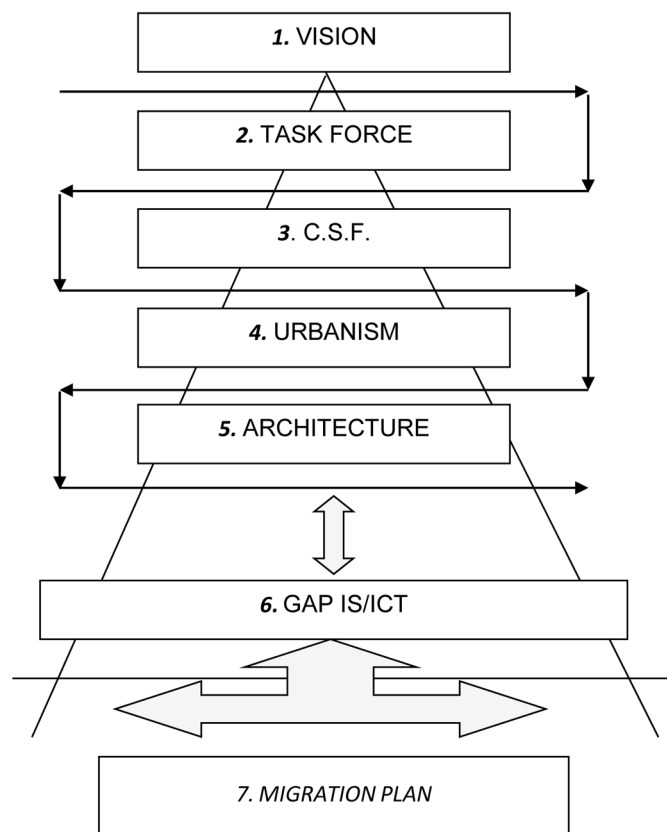 1. VISION
2. TASK FORCE
3. C.S.F.
4. URBANISM
5. ARCHITECTURE
6. GAP IS/ICT
7. MIGRATION PLAN